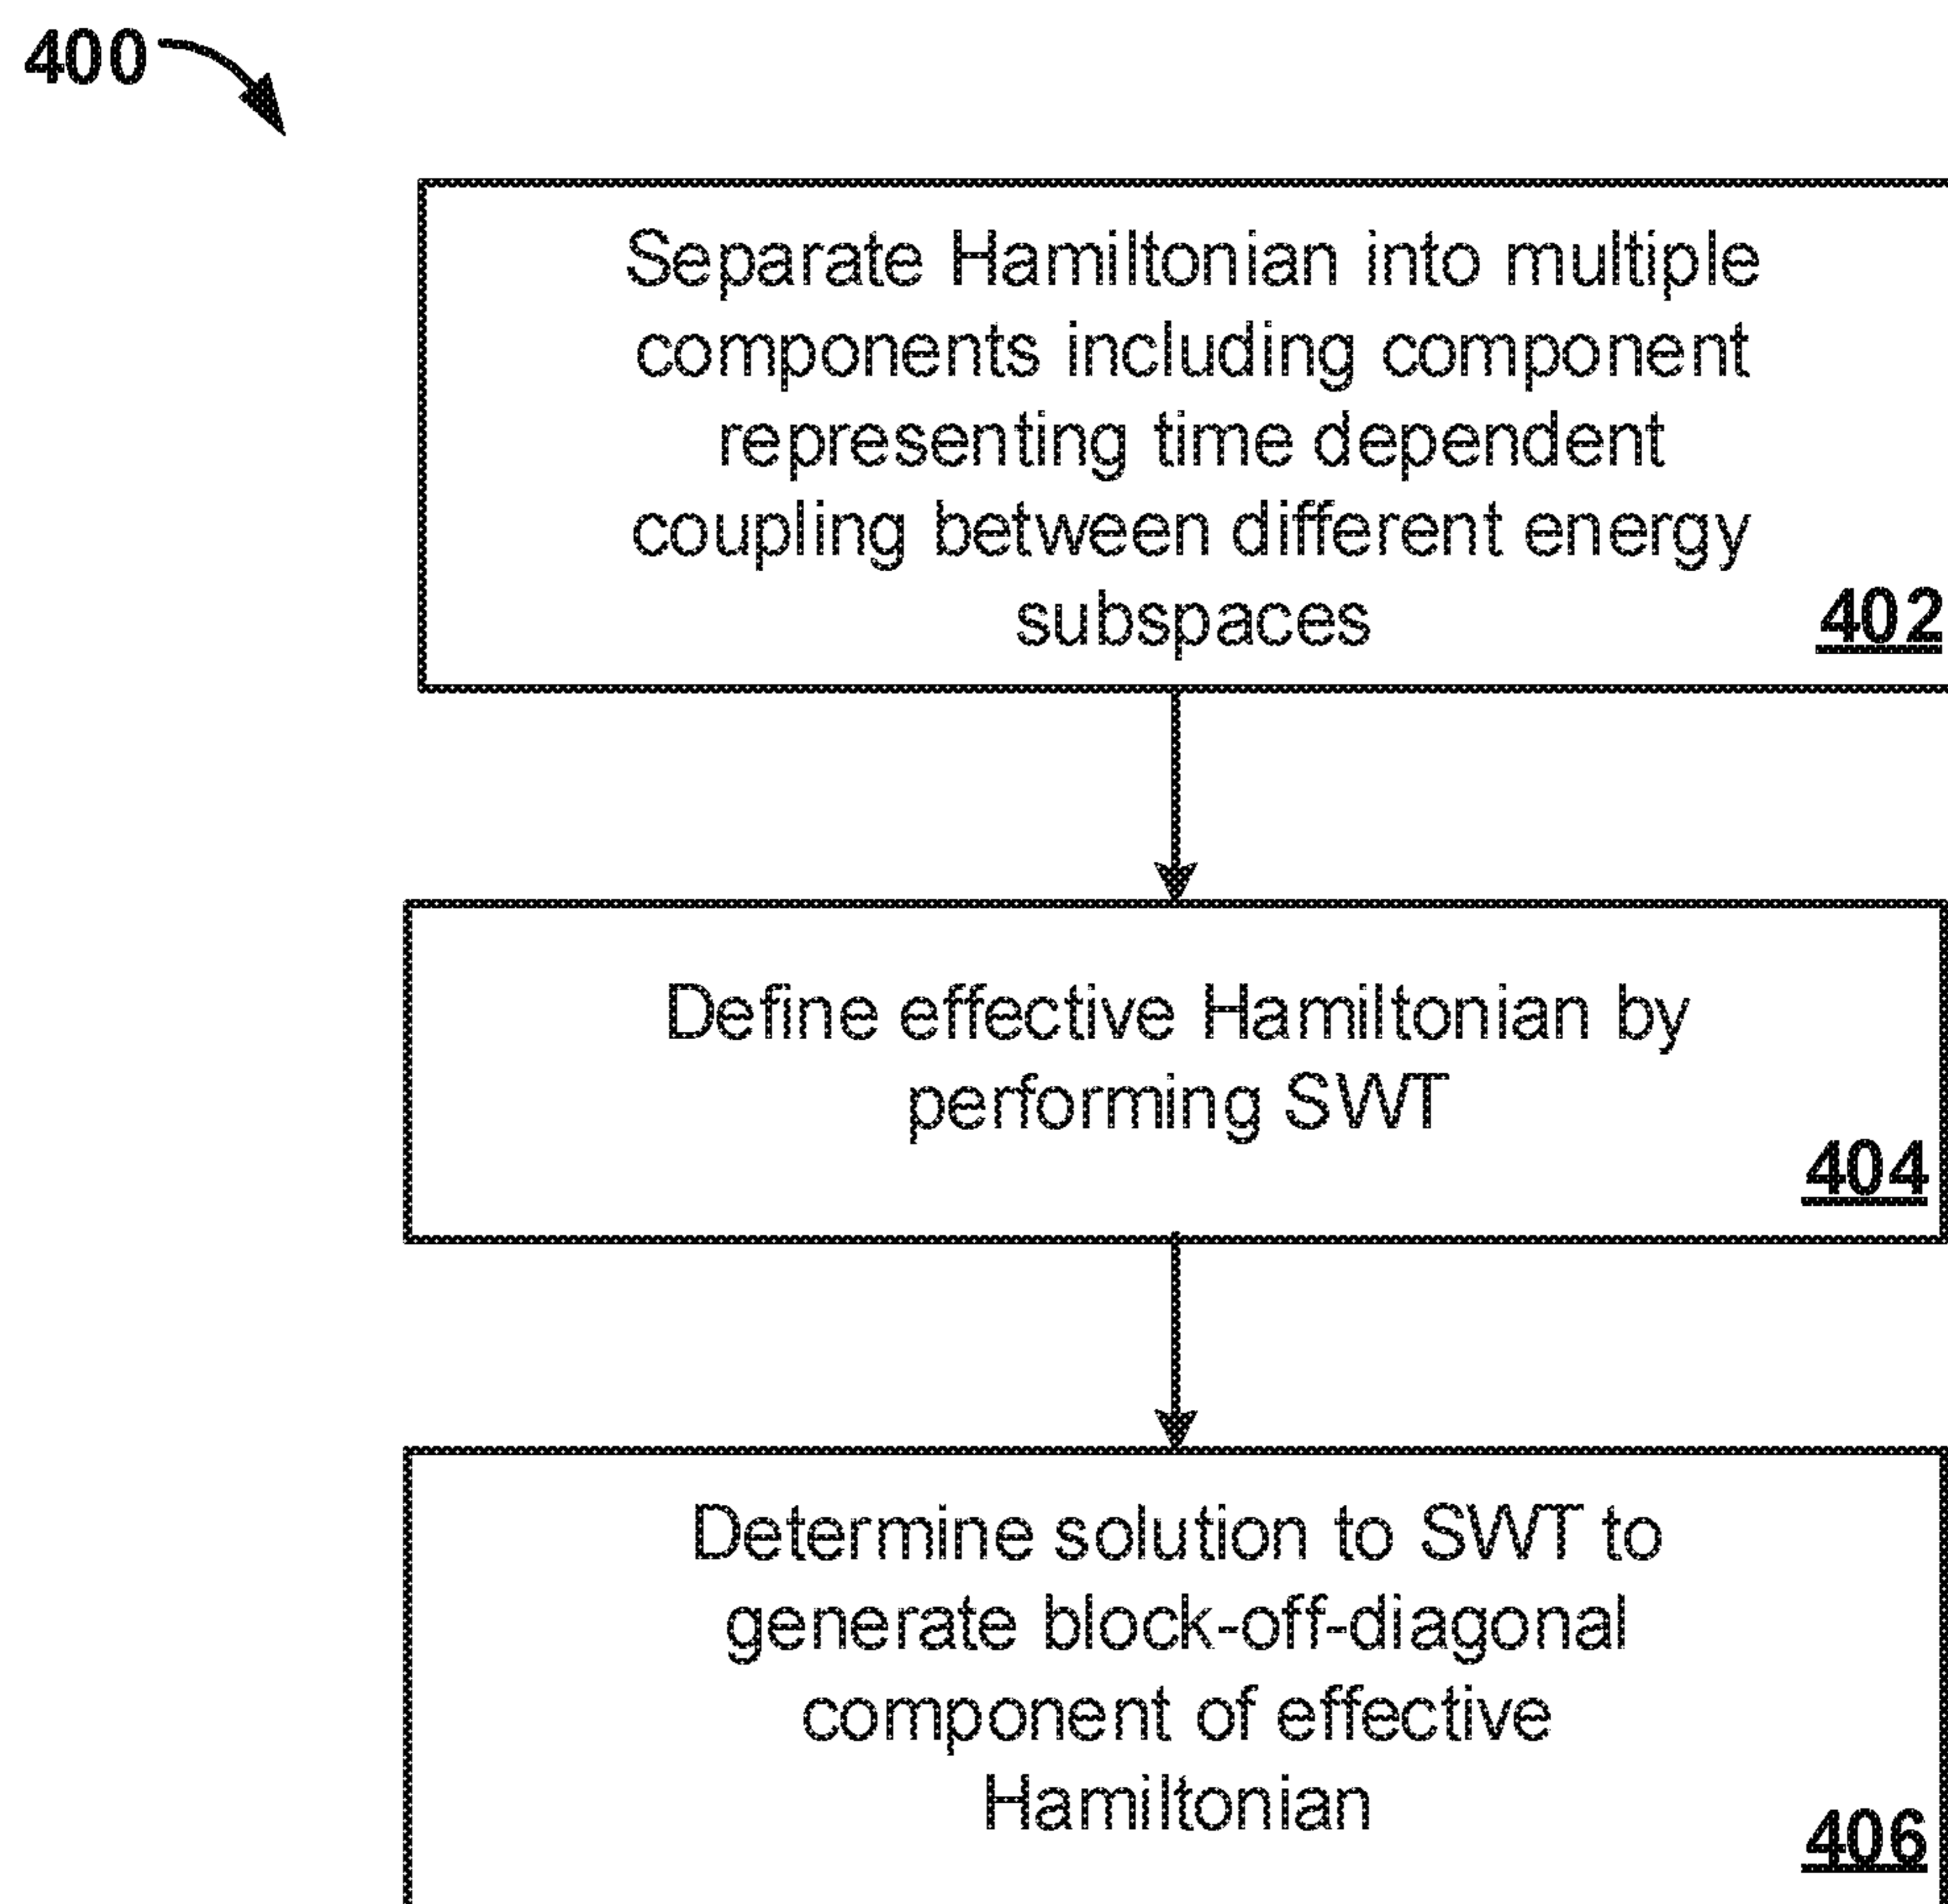 400
Separate Hamiltonian into multiple
components including component
representing time dependent
coupling between different energy
subspaces
402
Define effective Hamiltonian by
performing SWT
404
Determine solution to SWT to
generate block-off-diagonal
component of effective
Hamiltonian
406